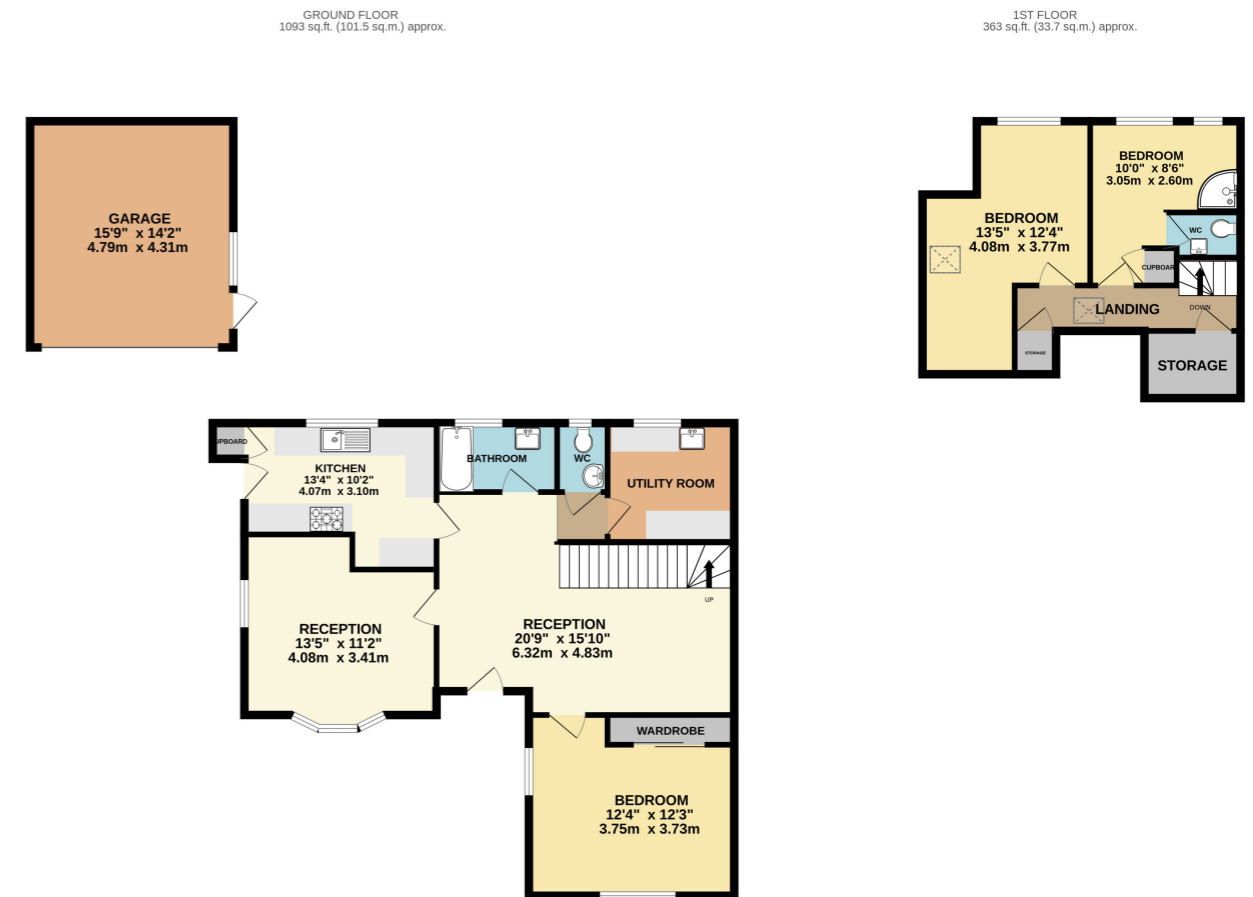 GROUND FLOOR
1093 sq.ft. (101.5 sq.m.) approx.
1ST FLOOR
363 sq.ft. (33.7 sq.m.) approx.
GARAGE
15'9" x 14'2"
4.79m x 4.31m
BEDROOM
13'5" x 12'4"
4.08m x 3.77m
BEDROOM
10'0" x 8'6"
3.05m x 2.60m
WC
CUPBOAR
LANDING
DOWN
STORAGE
STORAGE
UPBOARD
KITCHEN
13'4" x 10'2"
4.07m x 3.10m
BATHROOM
WC
UTILITY ROOM
RECEPTION
13'5" x 11'2"
4.08m x 3.41m
RECEPTION
20'9" x 15'10"
6.32m x 4.83m
UP
WARDROBE
BEDROOM
12'4" x 12'3"
3.75m x 3.73m